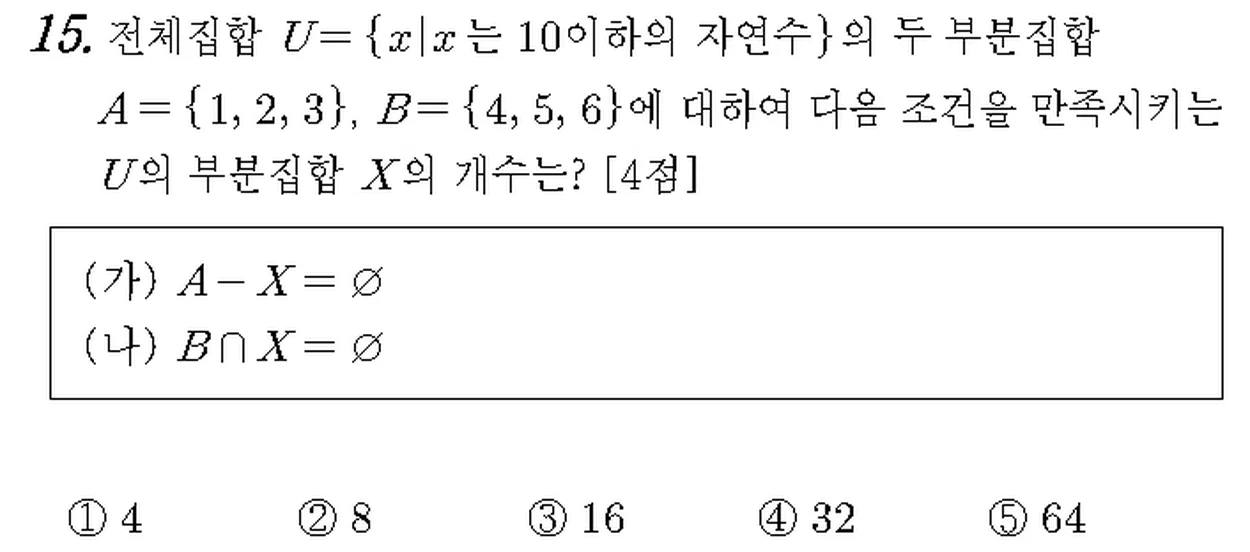 15. 전체집합 U={x|x는 10이하의 자연수}의 두 부분집합
A={1, 2, 3}, B={4, 5, 6}에 대하여 다음 조건을 만족시키는
U의 부분집합 X의 개수는? [4점]
(가) A-X=∅
(나) B∩X=∅
① 4 ② 8 ③ 16 ④ 32 ⑤ 64